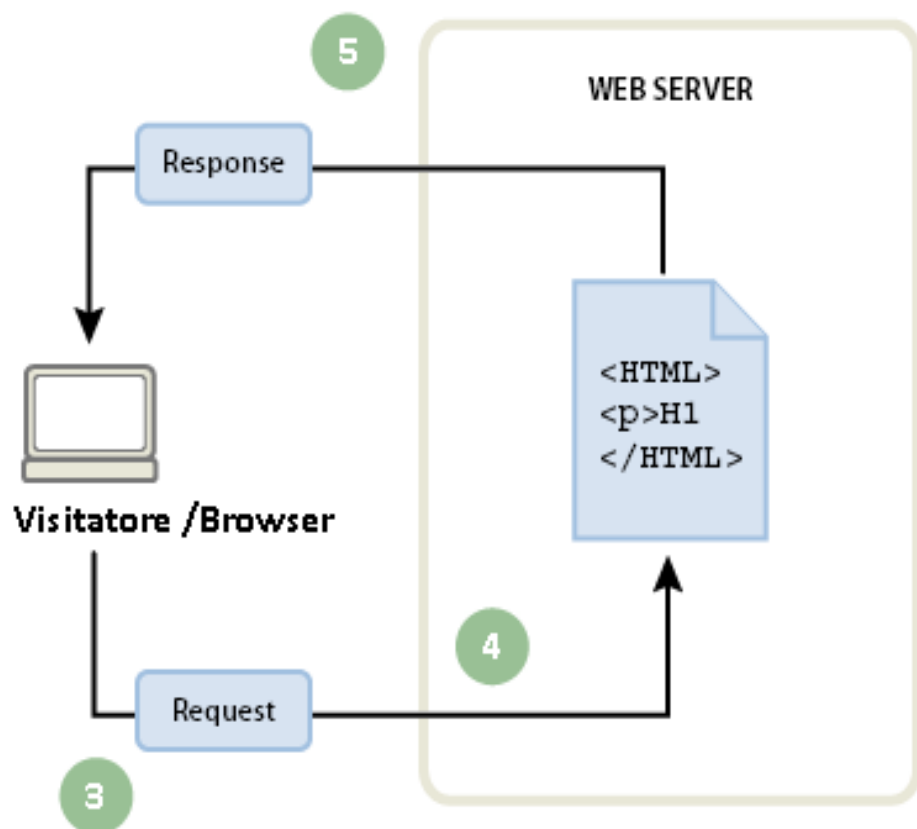 5
WEB SERVER
Response
<HTML>
<p>H1
</HTML>
Visitatore /Browser
4
Request
3